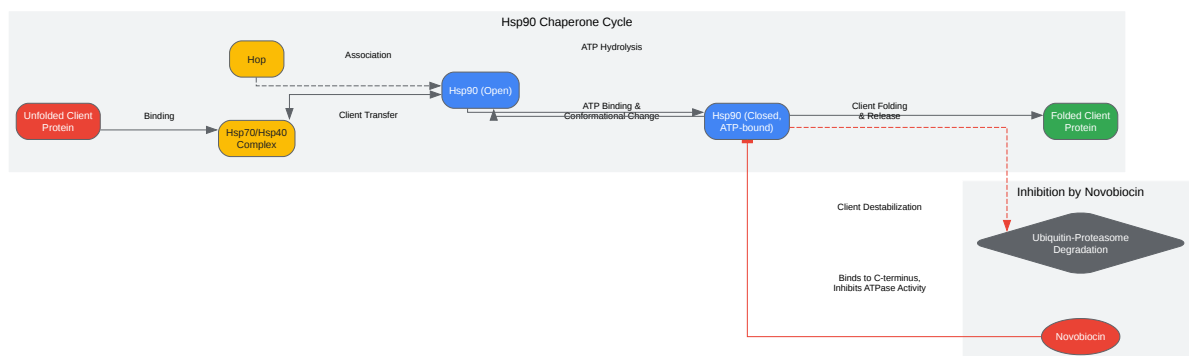 Hsp90 Chaperone Cycle
ATP Hydrolysis
Hop
Association
Hsp90 (Open)
Unfolded Client
Protein
Binding
Hsp70/Hsp40
Complex
Client Transfer
ATP Binding &
Conformational Change
Hsp90 (Closed,
ATP-bound)
Client Folding
& Release
Folded Client
Protein
Inhibition by Novobiocin
Client Destabilization
Ubiquitin-Proteasome
Degradation
Binds to C-terminus,
Inhibits ATPase Activity
Novobiocin